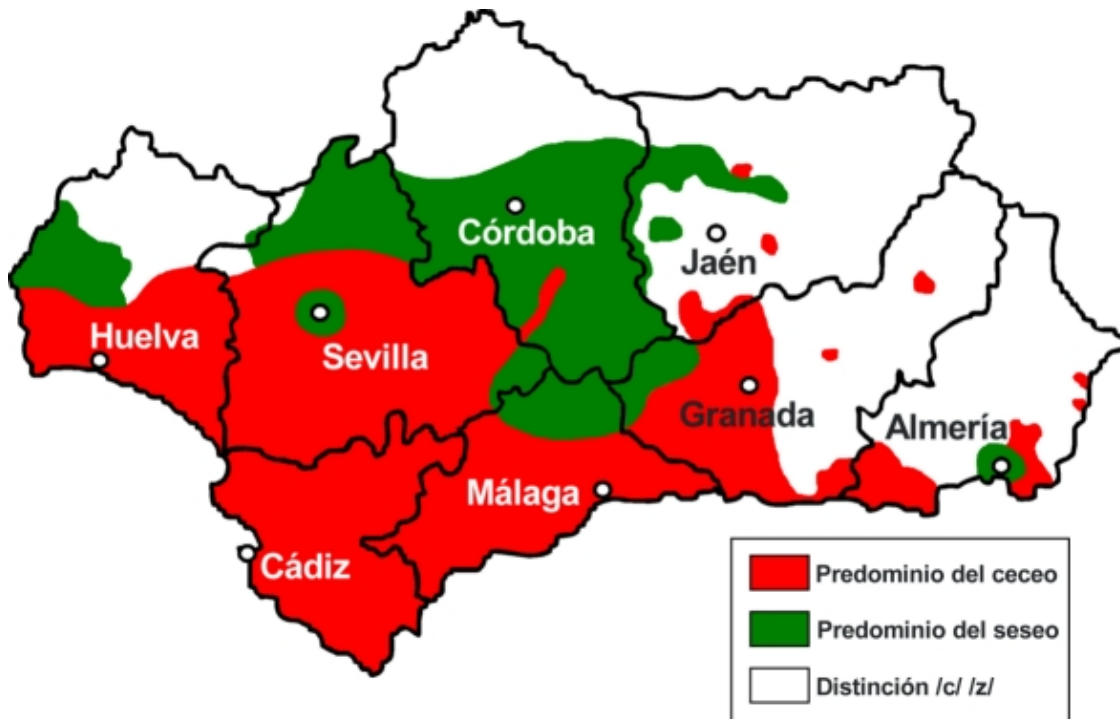 Córdoba
Jaén
Huelva
Sevilla
Granada
Almería
Málaga
Cádiz
Predominio del ceceo
Predominio del seseo
Distinción /c/ /z/